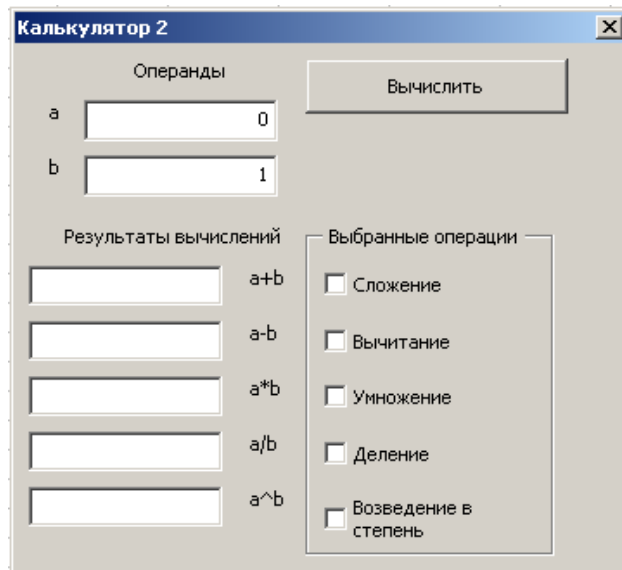 Калькулятор 2
Операнды
Вычислить
a
0
b
1
Результаты вычислений
Выбранные операции
a+b
Сложение
a-b
Вычитание
a*b
Умножение
a/b
Деление
a^b
Возведение в
степень